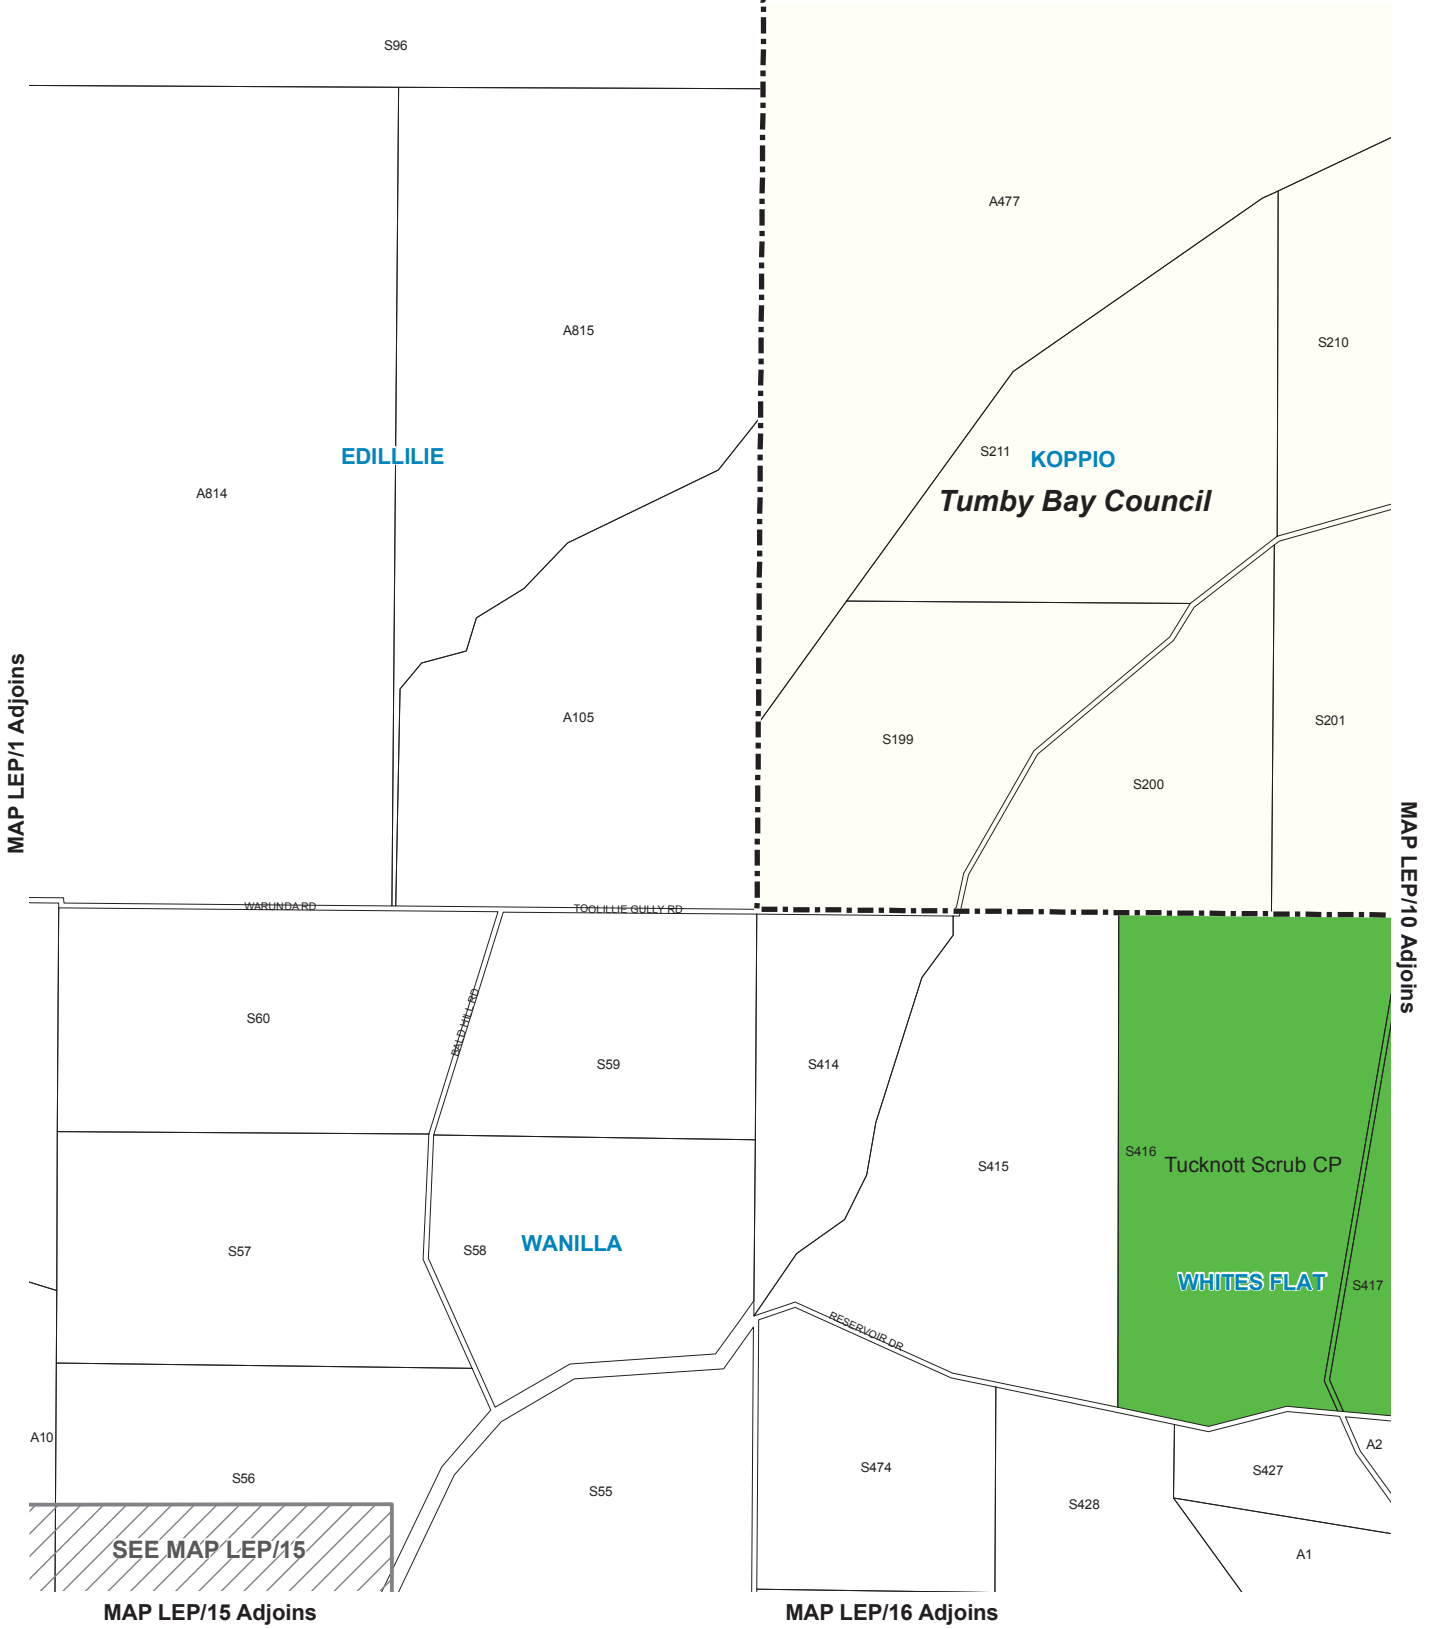 S96
A477
A815
S210
EDILLILIE
S211
KOPPIO
A814
Tumby Bay Council
A105
S201
S199
S200
MAP LEP/1 Adjoins
MAP LEP/10 Adjoins
WARUNDA RD
TOOLILLIE GULLY RD
S60
BALD HILL RD
S59
S414
S416
Tucknott Scrub CP
S415
S57
S58
WANILLA
WHITES FLAT
S417
RESERVOIR DR
A10
S56
S55
S474
S428
S427
A2
SEE MAP LEP/15
A1
MAP LEP/15 Adjoins
MAP LEP/16 Adjoins